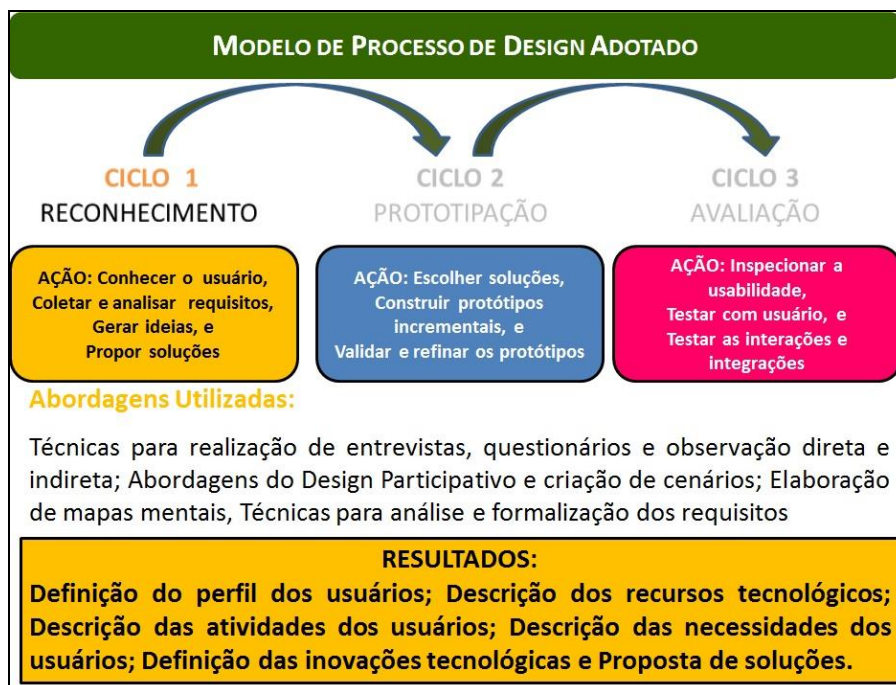 MODELO DE PROCESSO DE DESIGN ADOTADO
CICLO 1
RECONHECIMENTO
CICLO 2
PROTOTIPAÇÃO
CICLO 3
AVALIAÇÃO
AÇÃO: Conhecer o usuário,
Coletar e analisar requisitos,
Gerar ideias, e
Propor soluções
AÇÃO: Escolher soluções,
Construir protótipos
incrementais, e
Validar e refinar os protótipos
AÇÃO: Inspecionar a
usabilidade,
Testar com usuário, e
Testar as interações e
integrações
Abordagens Utilizadas:
Técnicas para realização de entrevistas, questionários e observação direta e
indireta; Abordagens do Design Participativo e criação de cenários; Elaboração
de mapas mentais, Técnicas para análise e formalização dos requisitos
RESULTADOS:
Definição do perfil dos usuários; Descrição dos recursos tecnológicos;
Descrição das atividades dos usuários; Descrição das necessidades dos
usuários; Definição das inovações tecnológicas e Proposta de soluções.